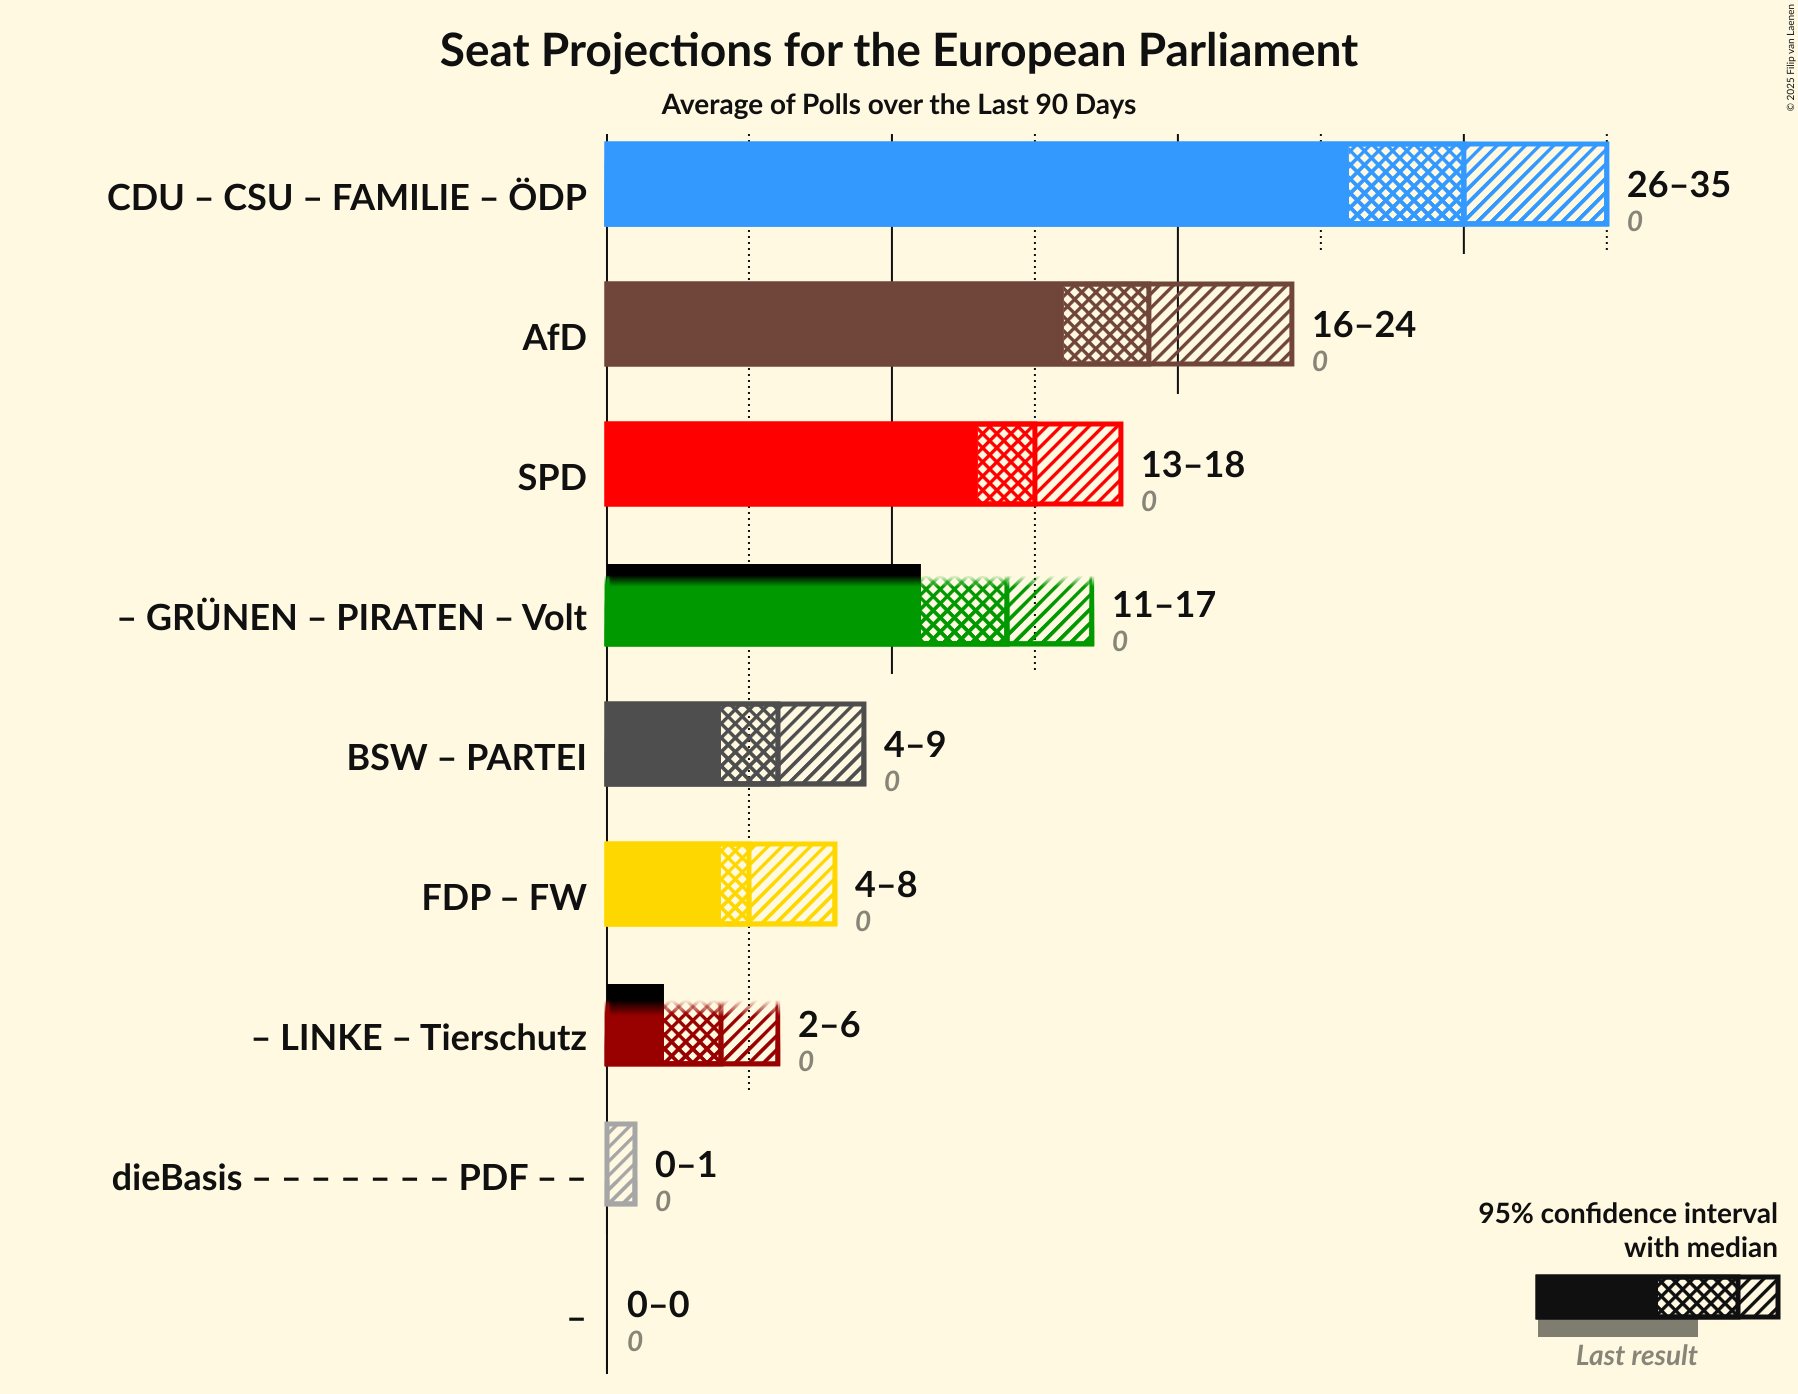 Seat Projections for the European Parliament
Average of Polls over the Last 90 Days
© 2025 Filip van Laenen
CDU – CSU – FAMILIE – ÖDP
26–35
0
AfD
16–24
0
SPD
13–18
0
– GRÜNEN – PIRATEN – Volt
11–17
0
BSW – PARTEI
4–9
0
FDP – FW
4–8
0
– LINKE – Tierschutz
2–6
0
dieBasis – – – – – – – PDF – –
0–1
0
–
0–0
0
95% confidence interval
with median
Last result